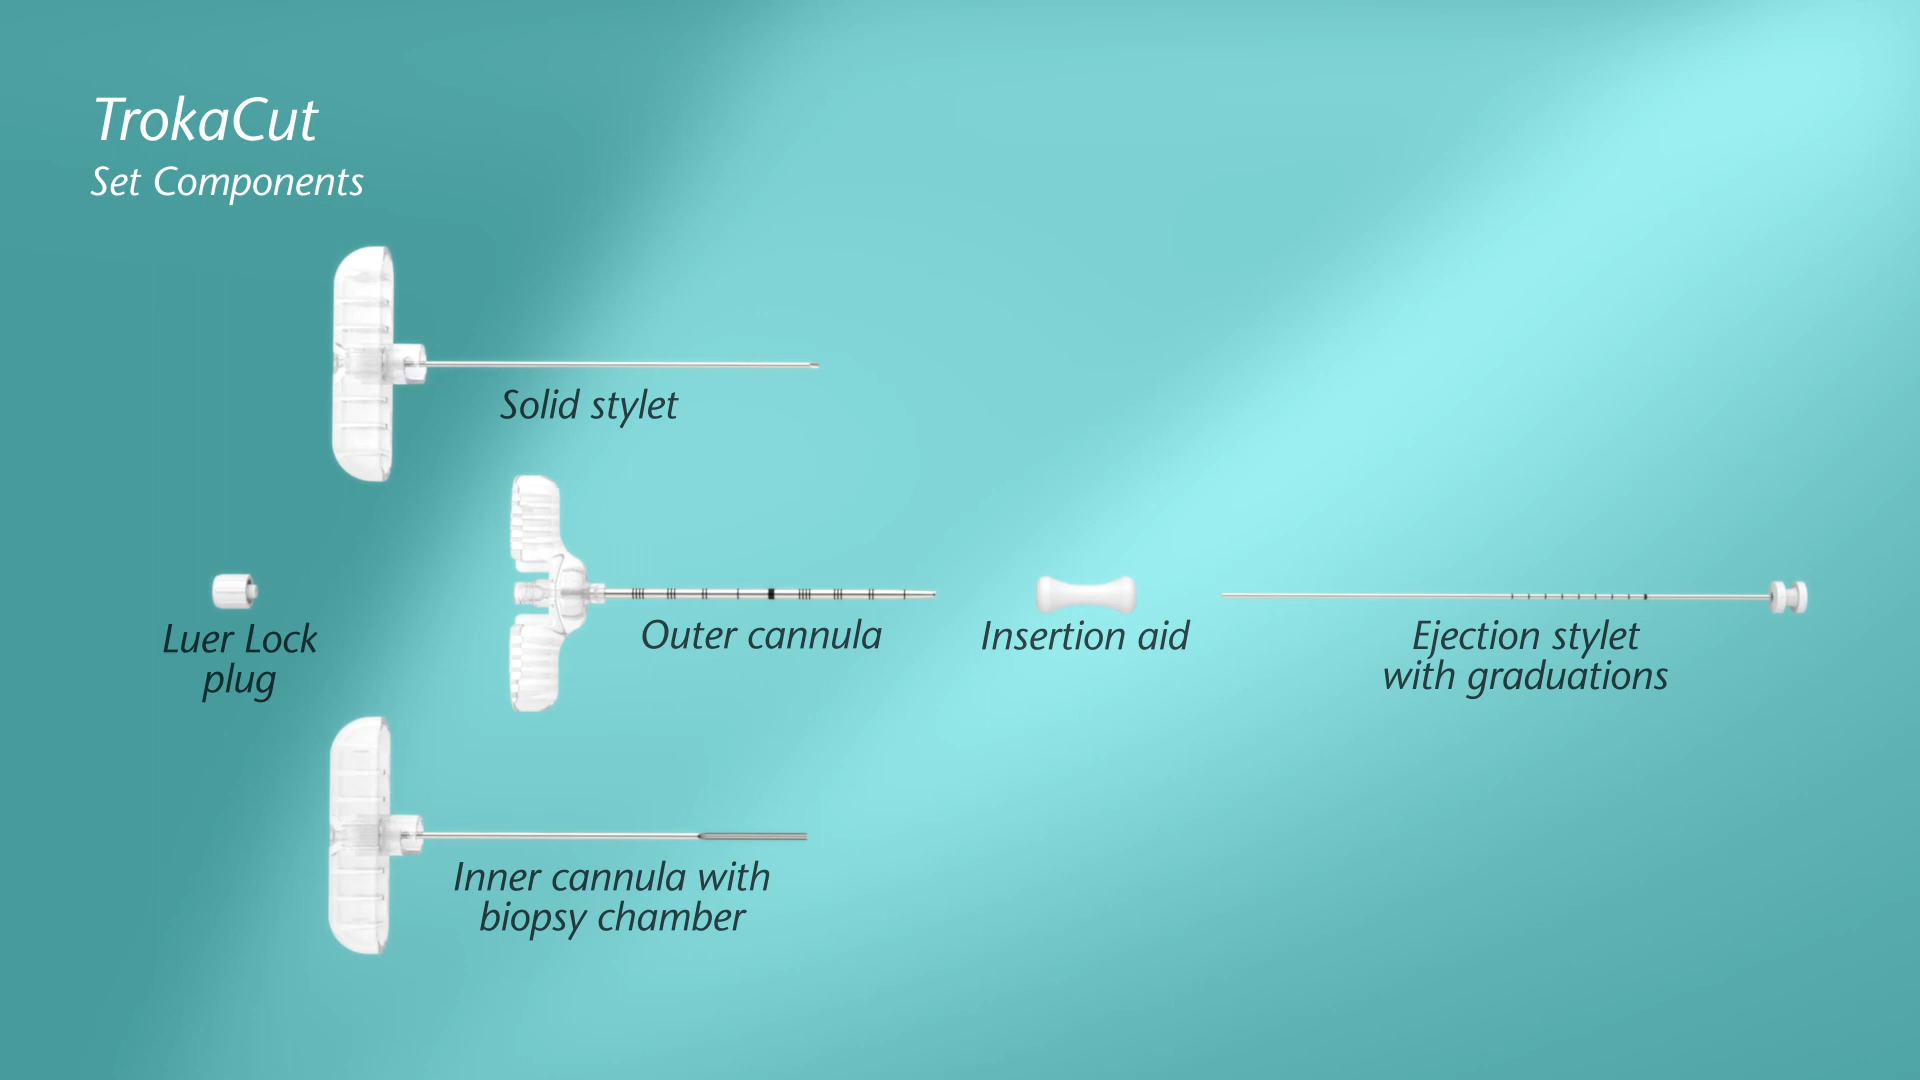 TrokaCut
Set Components
Solid stylet
Luer Lock
plug
Outer cannula
Insertion aid
Ejection stylet
with graduations
Inner cannula with
biopsy chamber